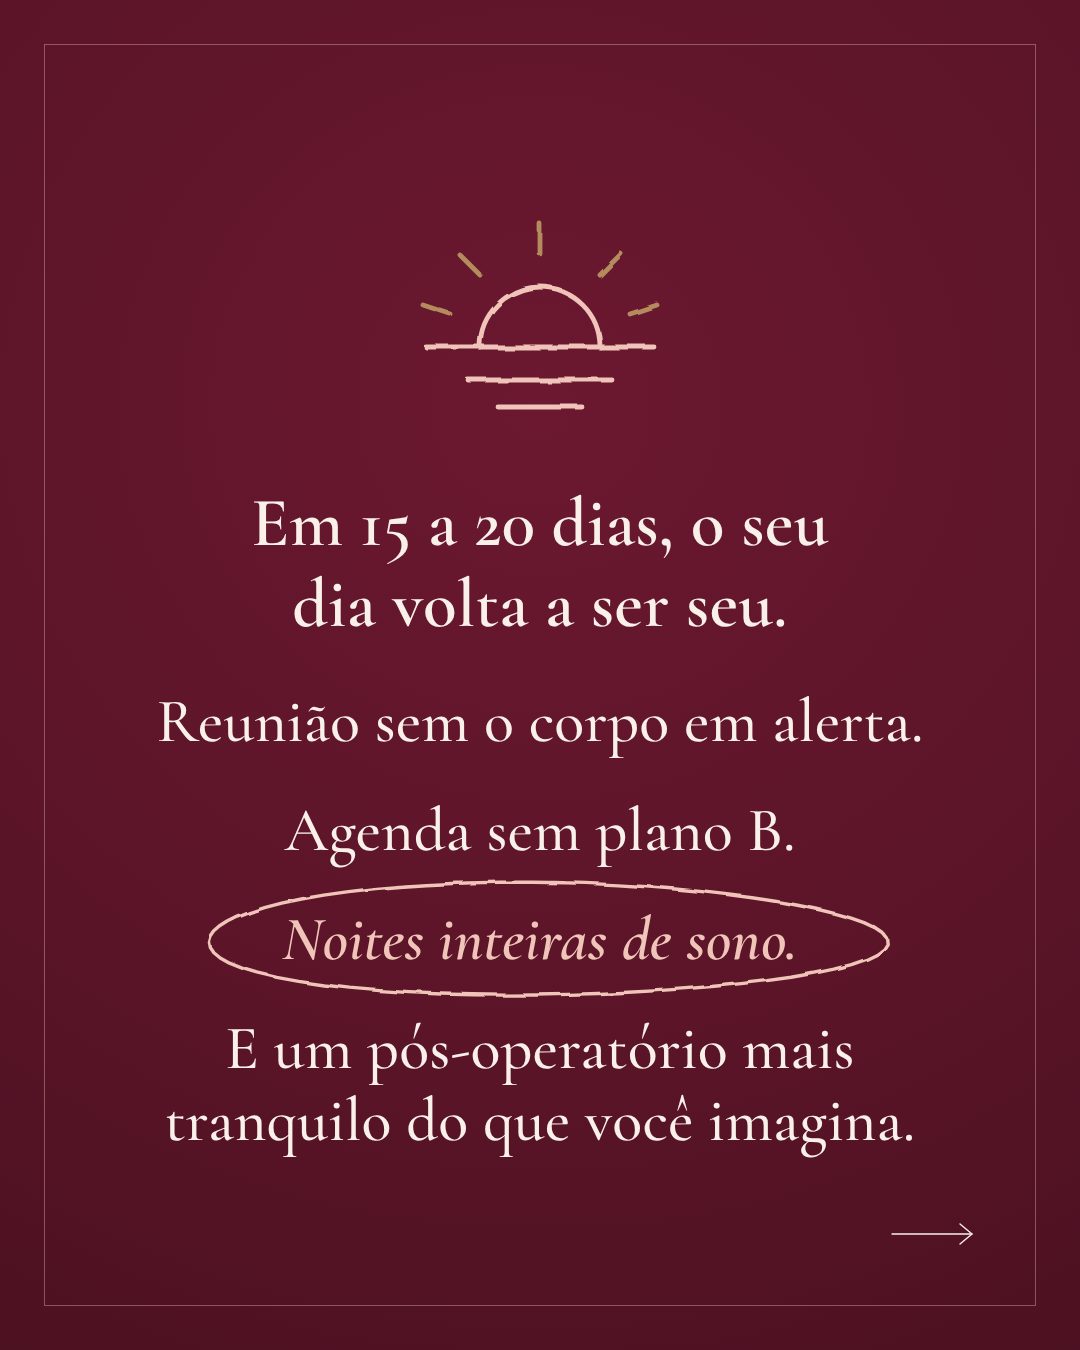 Em 15 a 20 dias, o seu
dia volta a ser seu.
Reunião sem o corpo em alerta.
Agenda sem plano B.
Noites inteiras de sono.
E um pós-operatório mais
tranquilo do que você imagina.